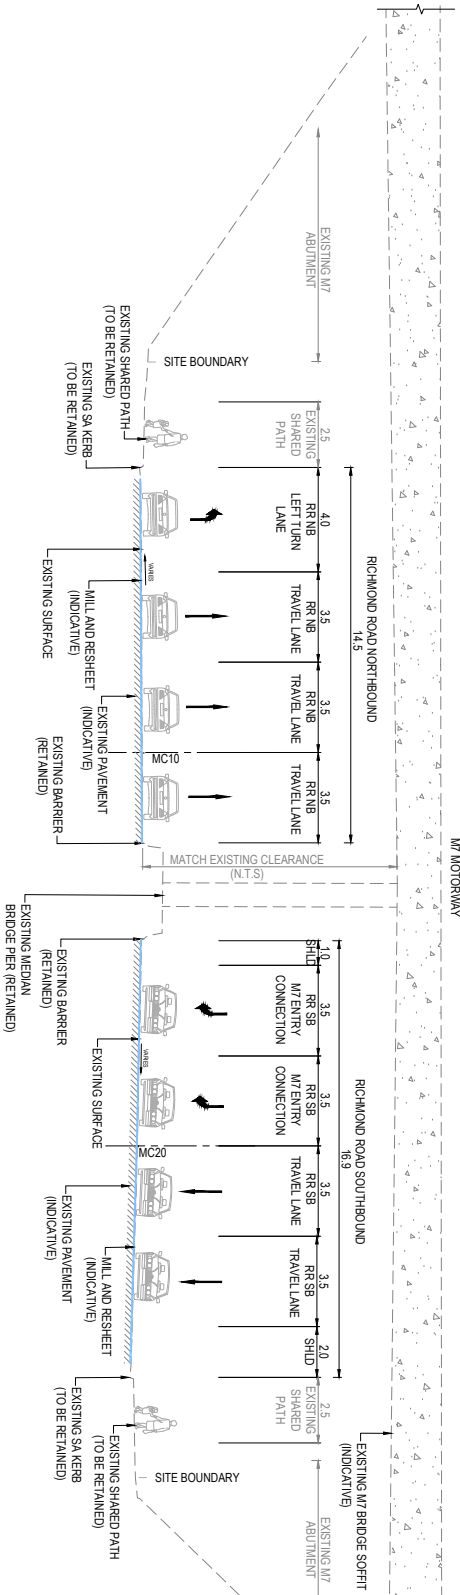 M7 MOTORWAY
EXISTING M7 BRIDGE SOFFIT
(INDICATIVE)
RICHMOND ROAD NORTHBOUND
14.5
RICHMOND ROAD SOUTHBOUND
16.9
EXISTING M7
ABUTMENT
2.5
EXISTING
SHARED
PATH
4.0
RR NB
LEFT TURN
LANE
3.5
RR NB
TRAVEL LANE
3.5
RR NB
TRAVEL LANE
3.5
RR NB
TRAVEL LANE
MATCH EXISTING CLEARANCE
(N.T.S)
1.0
SHLD
3.5
RR SB
M7 ENTRY
CONNECTION
3.5
RR SB
M7 ENTRY
CONNECTION
3.5
RR SB
TRAVEL LANE
3.5
RR SB
TRAVEL LANE
2.0
SHLD
2.5
EXISTING
SHARED
PATH
EXISTING M7
ABUTMENT
SITE BOUNDARY
MC10
MC20
SITE BOUNDARY
VARIES
VARIES
EXISTING SHARED PATH
(TO BE RETAINED)
EXISTING SA KERB
(TO BE RETAINED)
EXISTING SURFACE
MILL AND RESHEET
(INDICATIVE)
EXISTING PAVEMENT
(INDICATIVE)
EXISTING BARRIER
(RETAINED)
EXISTING MEDIAN
BRIDGE PIER (RETAINED)
EXISTING BARRIER
(RETAINED)
EXISTING SURFACE
EXISTING PAVEMENT
(INDICATIVE)
MILL AND RESHEET
(INDICATIVE)
EXISTING SA KERB
(TO BE RETAINED)
EXISTING SHARED PATH
(TO BE RETAINED)